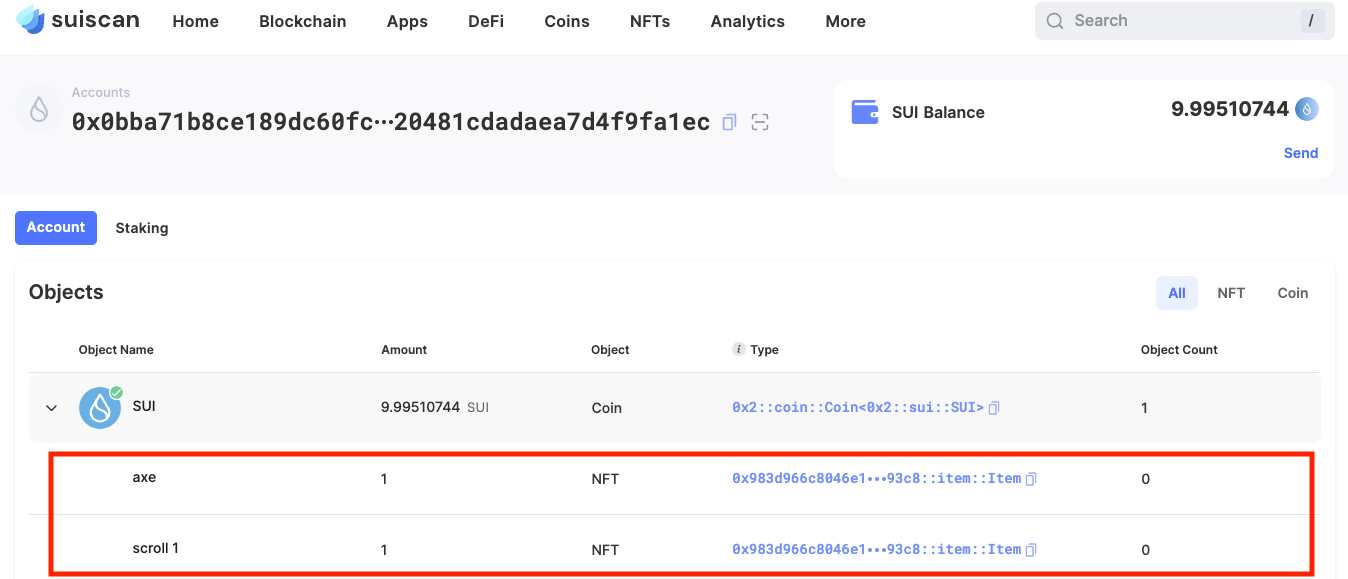 suiscan Home Blockchain Apps DeFi Coins NFTs Analytics More Search /
Accounts
0x0bba71b8ce189dc60fc···20481cdadaea7d4f9fa1ec
SUI Balance 9.99510744
Send
Account Staking
Objects All NFT Coin
Object Name Amount Object i Type Object Count
SUI 9.99510744 SUI Coin 0x2::coin::Coin<0x2::sui::SUI> 1
axe 1 NFT 0x983d966c8046e1···93c8::item::Item 0
scroll 1 1 NFT 0x983d966c8046e1···93c8::item::Item 0